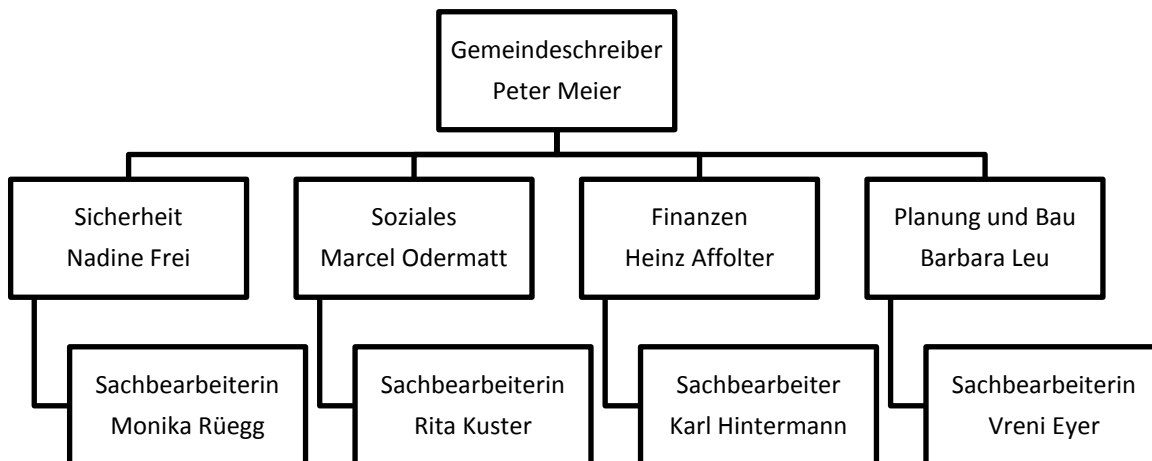 Gemeindeschreiber
Peter Meier
Sicherheit
Nadine Frei
Soziales
Marcel Odermatt
Finanzen
Heinz Affolter
Planung und Bau
Barbara Leu
Sachbearbeiterin
Monika Rüegg
Sachbearbeiterin
Rita Kuster
Sachbearbeiter
Karl Hintermann
Sachbearbeiterin
Vreni Eyer